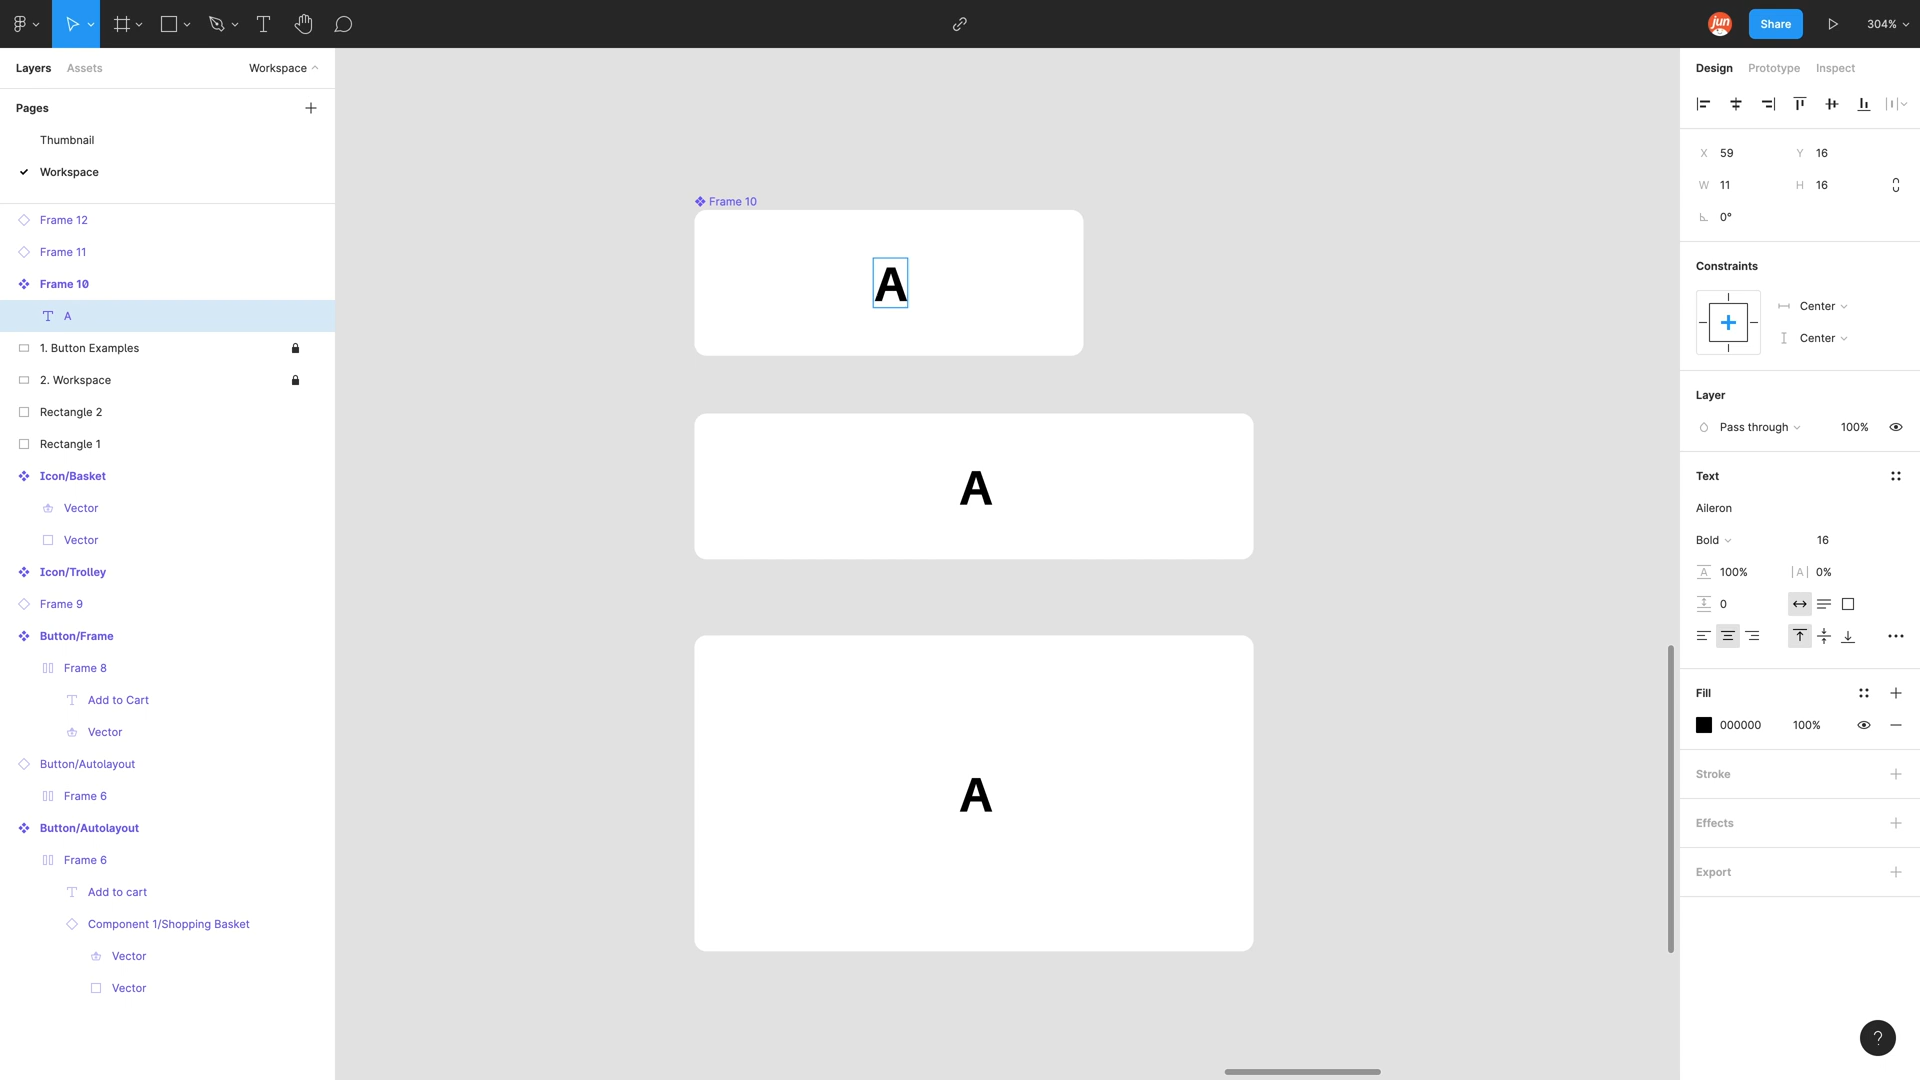 jun
Share
304%
Layers
Assets
Workspace
Pages
Thumbnail
Workspace
Frame 12
Frame 11
Frame 10
A
1. Button Examples
2. Workspace
Rectangle 2
Rectangle 1
Icon/Basket
Vector
Vector
Icon/Trolley
Frame 9
Button/Frame
Frame 8
Add to Cart
Vector
Button/Autolayout
Frame 6
Button/Autolayout
Frame 6
Add to cart
Component 1/Shopping Basket
Vector
Vector
Frame 10
A
A
A
Design
Prototype
Inspect
X 59 Y 16
W 11 H 16
0°
Constraints
Center
Center
Layer
Pass through 100%
Text
Aileron
Bold 16
A 100% |A| 0%
0
Fill
000000 100%
Stroke
Effects
Export
?